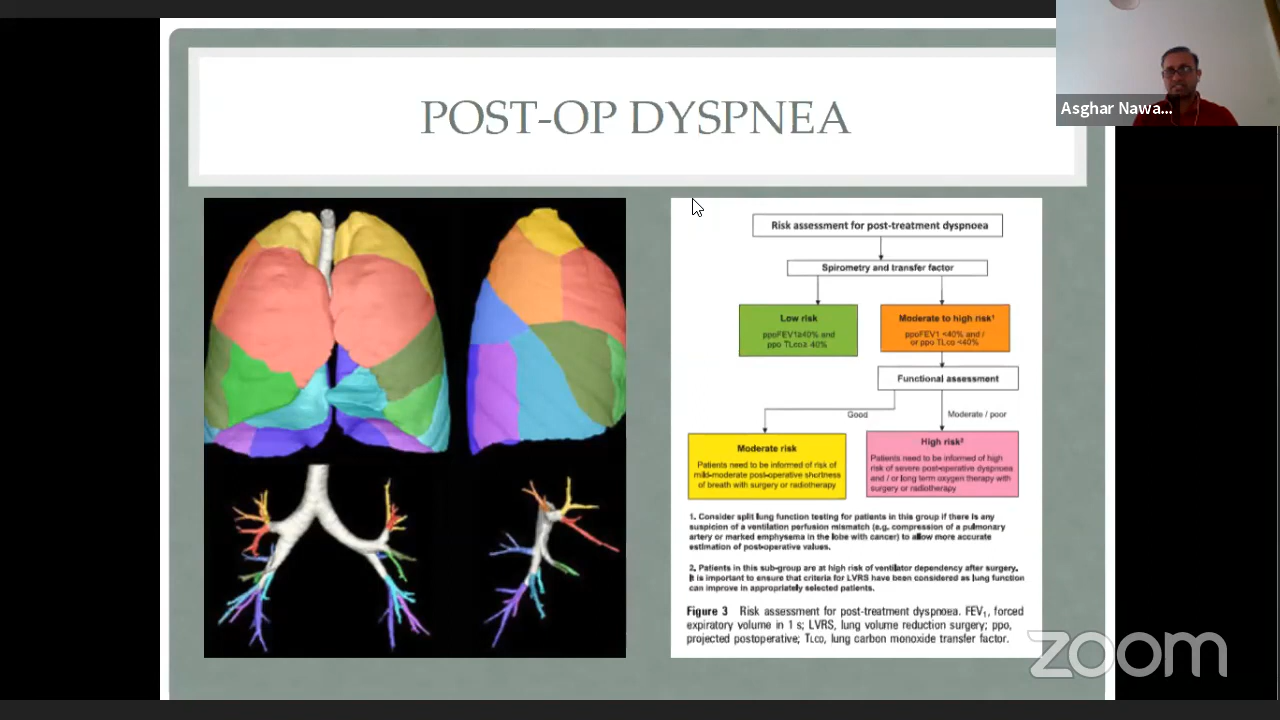 POST-OP DYSPNEA
Asghar Nawa...
Risk assessment for post-treatment dyspnoea
Spirometry and transfer factor
Low risk
ppoFEV1≥40% and
ppo TLco≥ 40%
Moderate to high risk¹
ppoFEV1 <40% and /
or ppo TLco <40%
Functional assessment
Good
Moderate / poor
Moderate risk
Patients need to be informed of risk of
mild-moderate post-operative shortness
of breath with surgery or radiotherapy
High risk²
Patients need to be informed of high
risk of severe post-operative dyspnoea
and / or long term oxygen therapy with
surgery or radiotherapy
1. Consider split lung function testing for patients in this group if there is any
suspicion of a ventilation perfusion mismatch (e.g. compression of a pulmonary
artery or marked emphysema in the lobe with cancer) to allow more accurate
estimation of post-operative values.
2. Patients in this sub-group are at high risk of ventilator dependency after surgery.
It is important to ensure that criteria for LVRS have been considered as lung function
can improve in appropriately selected patients.
Figure 3 Risk assessment for post-treatment dyspnoea. FEV₁, forced
expiratory volume in 1 s; LVRS, lung volume reduction surgery; ppo,
projected postoperative; TLCO, lung carbon monoxide transfer factor.
zoom